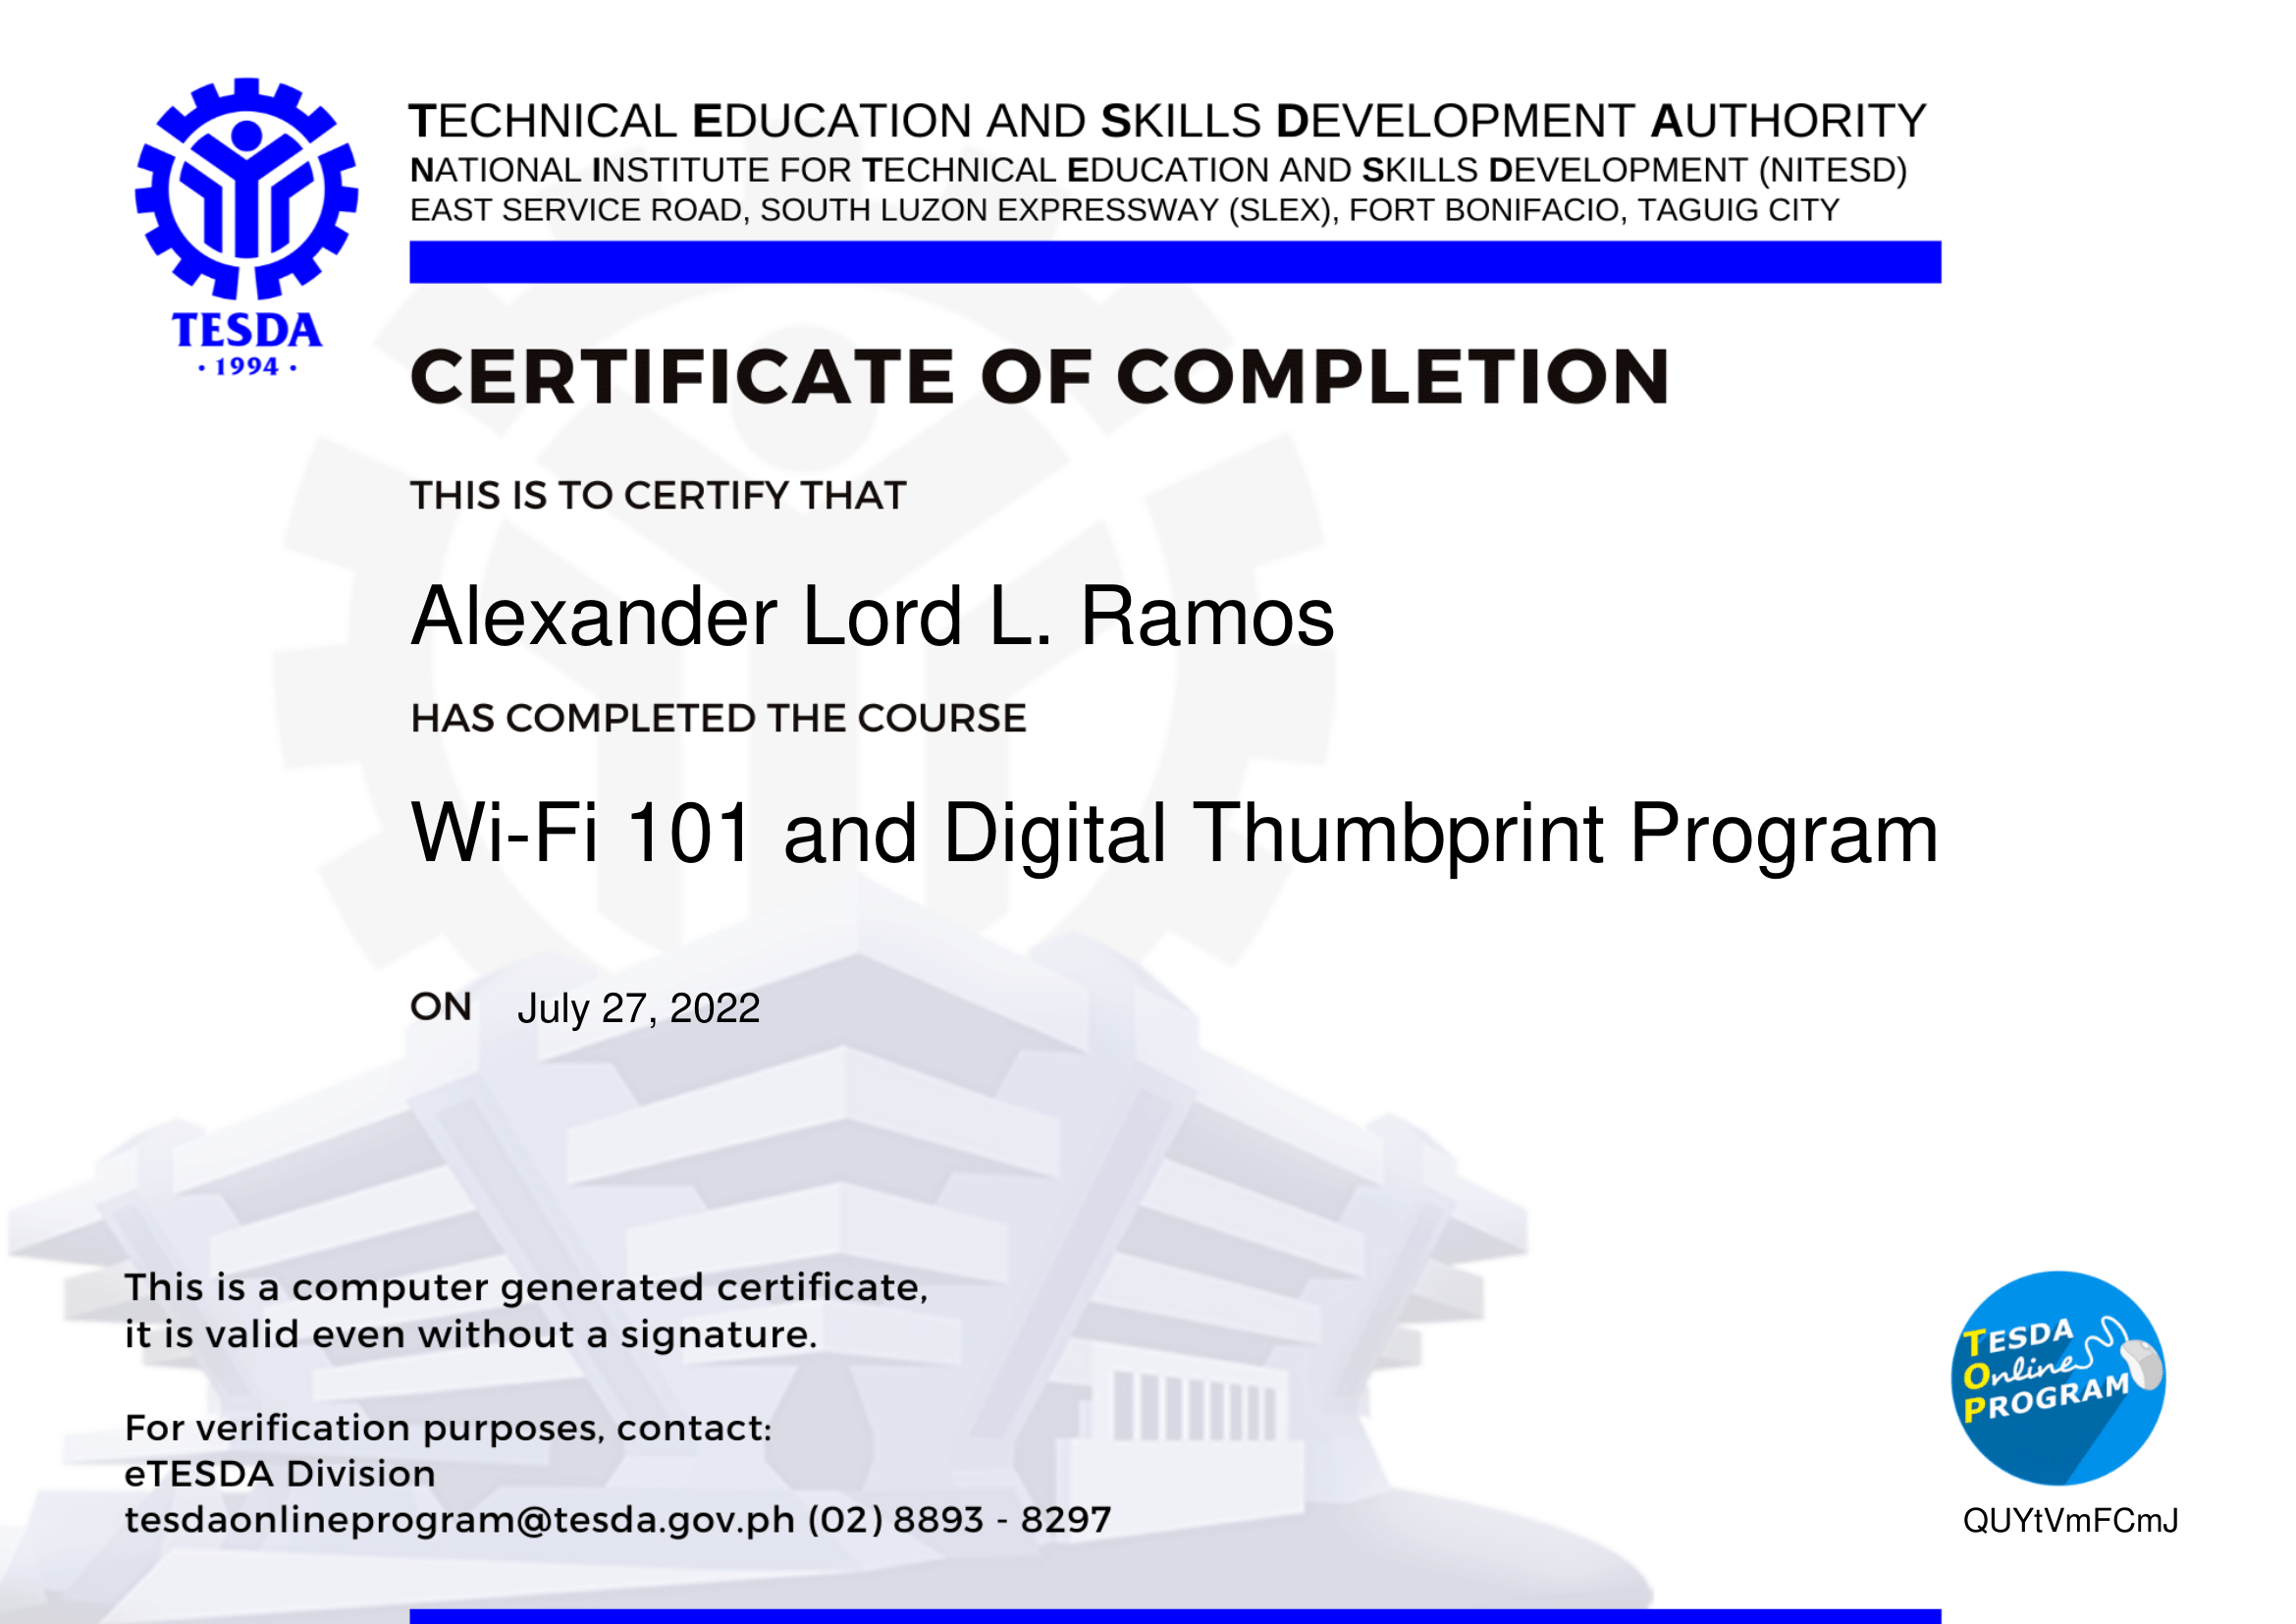 TECHNICAL EDUCATION AND SKILLS DEVELOPMENT AUTHORITY
NATIONAL INSTITUTE FOR TECHNICAL EDUCATION AND SKILLS DEVELOPMENT (NITESD)
EAST SERVICE ROAD, SOUTH LUZON EXPRESSWAY (SLEX), FORT BONIFACIO, TAGUIG CITY
TESDA
· 1994 ·
CERTIFICATE OF COMPLETION
THIS IS TO CERTIFY THAT
Alexander Lord L. Ramos
HAS COMPLETED THE COURSE
Wi-Fi 101 and Digital Thumbprint Program
ON July 27, 2022
This is a computer generated certificate,
it is valid even without a signature.
For verification purposes, contact:
eTESDA Division
tesdaonlineprogram@tesda.gov.ph (02) 8893 - 8297
TESDA
Online
PROGRAM
QUYtVmFCmJ